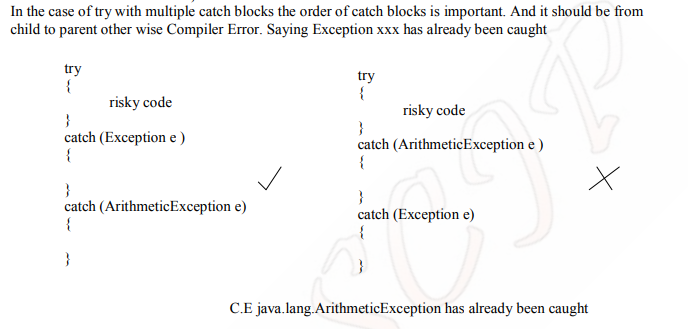 In the case of try with multiple catch blocks the order of catch blocks is important. And it should be from
child to parent other wise Compiler Error. Saying Exception xxx has already been caught
try
{
risky code
}
catch (Exception e )
{
}
catch (ArithmeticException e)
{
}
try
{
risky code
}
catch (ArithmeticException e )
{
}
catch (Exception e)
{
}
C.E java.lang.ArithmeticException has already been caught